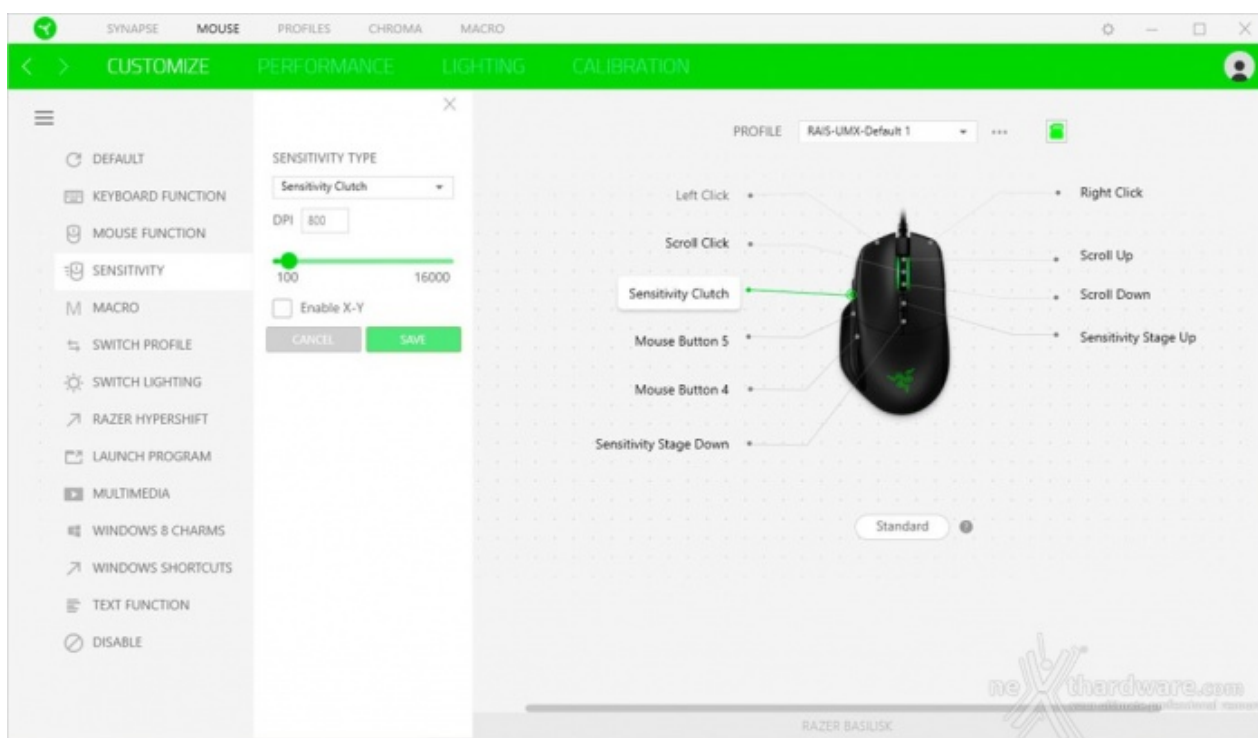 SYNAPSE MOUSE PROFILES CHROMA MACRO
CUSTOMIZE PERFORMANCE LIGHTING CALIBRATION
PROFILE RAIS-UMX-Default 1
DEFAULT
KEYBOARD FUNCTION
MOUSE FUNCTION
SENSITIVITY
MACRO
SWITCH PROFILE
SWITCH LIGHTING
RAZER HYPERSHIFT
LAUNCH PROGRAM
MULTIMEDIA
WINDOWS 8 CHARMS
WINDOWS SHORTCUTS
TEXT FUNCTION
DISABLE
SENSITIVITY TYPE
Sensitivity Clutch
DPI 800
100 16000
Enable X-Y
CANCEL SAVE
Left Click
Scroll Click
Sensitivity Clutch
Mouse Button 5
Mouse Button 4
Sensitivity Stage Down
Right Click
Scroll Up
Scroll Down
Sensitivity Stage Up
Standard
?
RAZER BASILISK
nexthardware.com